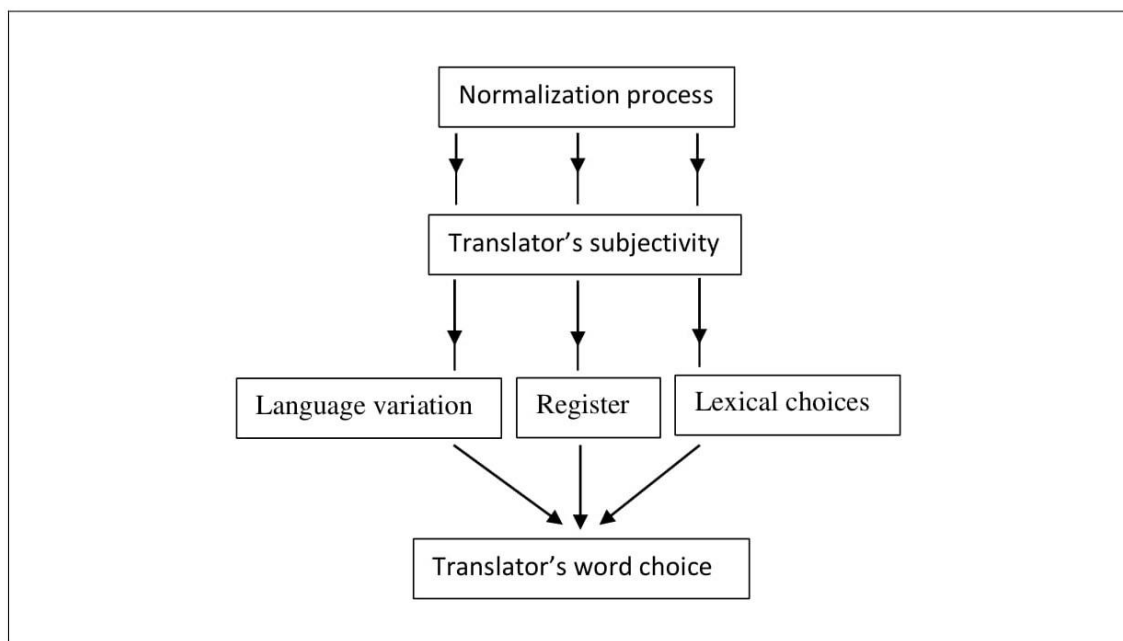 Normalization process
Translator’s subjectivity
Language variation
Register
Lexical choices
Translator’s word choice